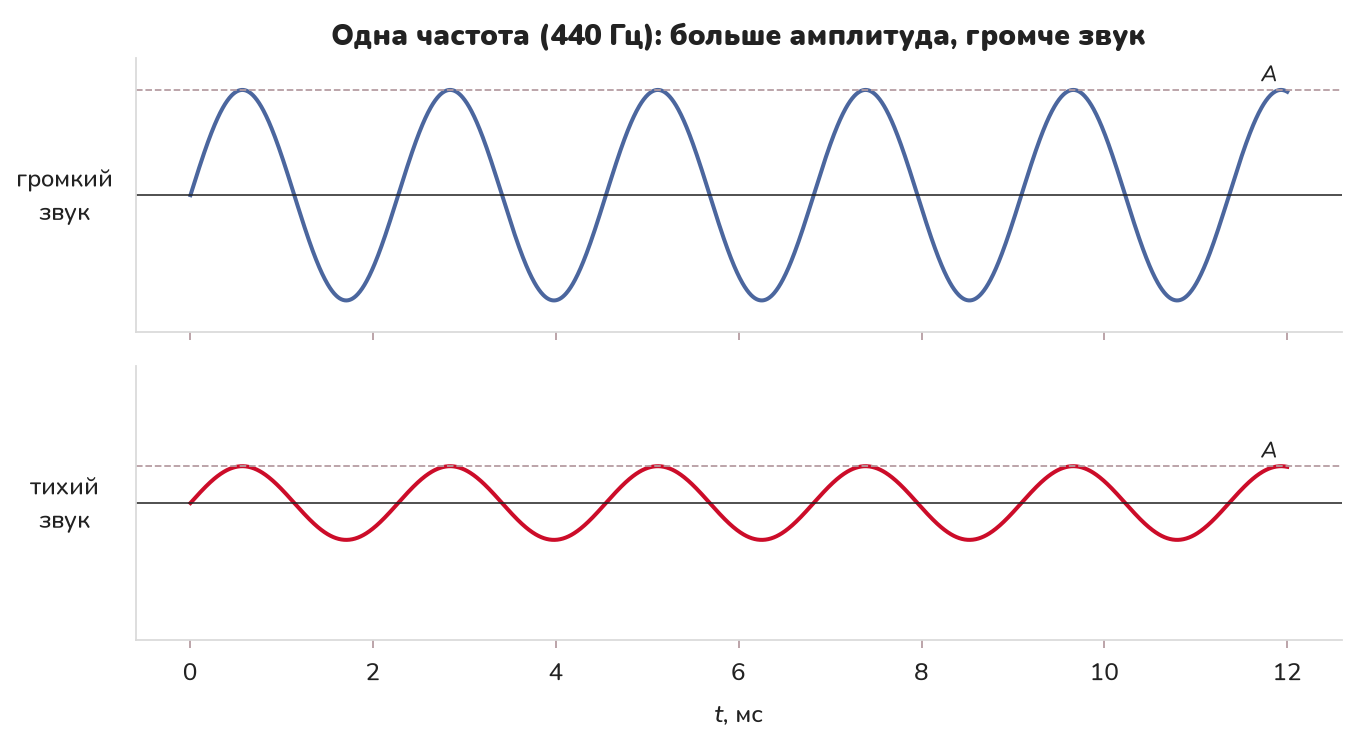 Одна частота (440 Гц): больше амплитуда, громче звук
A
громкий
звук
A
тихий
звук
0 2 4 6 8 10 12
t, мс